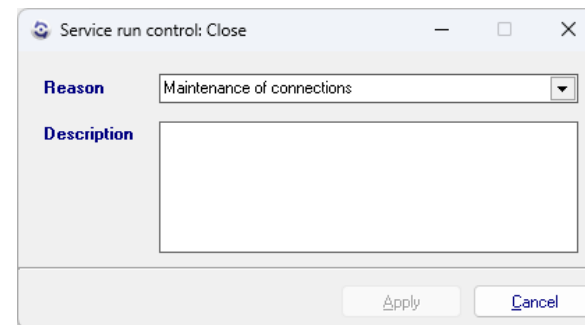 Service run control: Close
Reason
Maintenance of connections
Description
Apply
Cancel